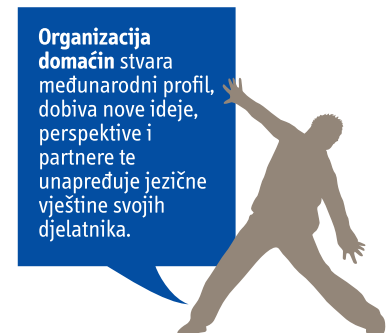 Organizacija
domaćin stvara
međunarodni profil,
dobiva nove ideje,
perspektive i
partnere te
unapređuje jezične
vještine svojih
djelatnika.